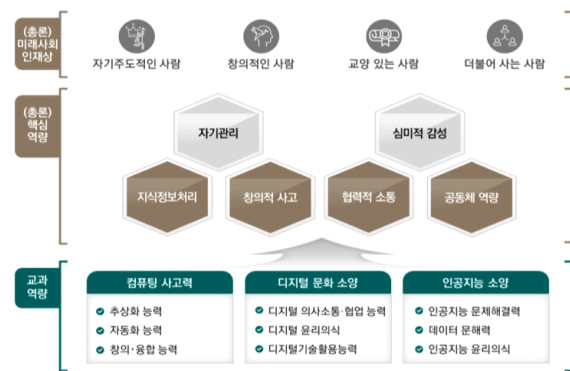 (총론)
미래사회
인재상
자기주도적인 사람
창의적인 사람
교양 있는 사람
더불어 사는 사람
(총론)
핵심
역량
자기관리
심미적 감성
지식정보처리
창의적 사고
협력적 소통
공동체 역량
교과
역량
컴퓨팅 사고력
추상화 능력
자동화 능력
창의·융합 능력
디지털 문화 소양
디지털 의사소통·협업 능력
디지털 윤리의식
디지털기술활용능력
인공지능 소양
인공지능 문제해결력
데이터 문해력
인공지능 윤리의식